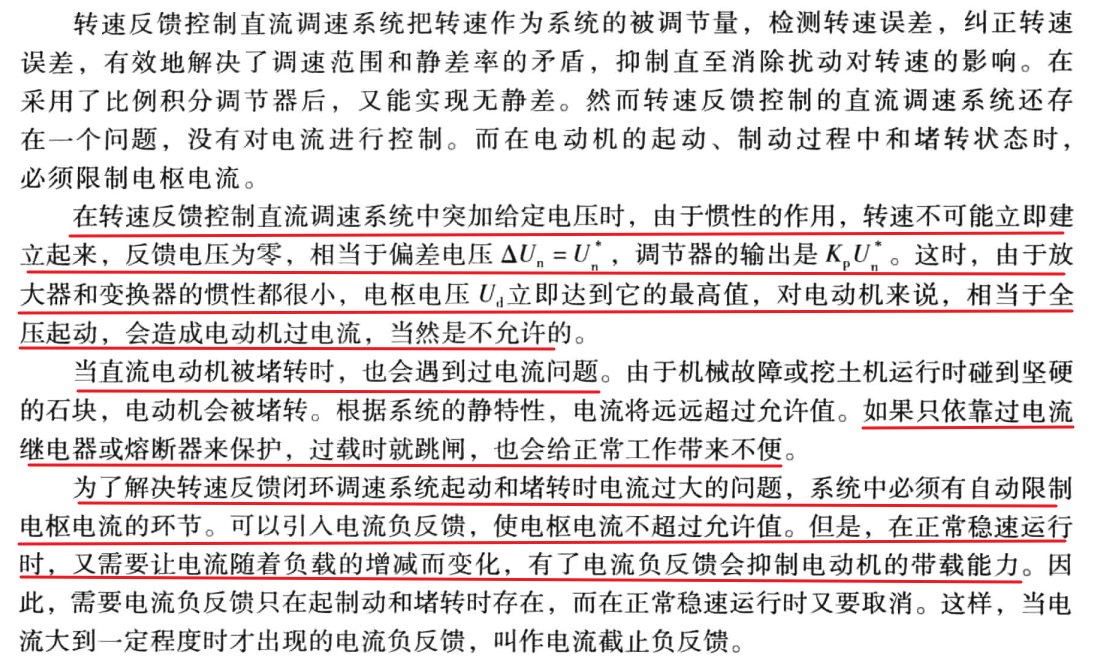 转速反馈控制直流调速系统把转速作为系统的被调节量，检测转速误差，纠正转速
误差，有效地解决了调速范围和静差率的矛盾，抑制直至消除扰动对转速的影响。在
采用了比例积分调节器后，又能实现无静差。然而转速反馈控制的直流调速系统还存
在一个问题，没有对电流进行控制。而在电动机的起动、制动过程中和堵转状态时，
必须限制电枢电流。
在转速反馈控制直流调速系统中突加给定电压时，由于惯性的作用，转速不可能立即建
立起来，反馈电压为零，相当于偏差电压 ΔUn = Un*，调节器的输出是 KpUn*。这时，由于放
大器和变换器的惯性都很小，电枢电压 Ud立即达到它的最高值，对电动机来说，相当于全
压起动，会造成电动机过电流，当然是不允许的。
当直流电动机被堵转时，也会遇到过电流问题。由于机械故障或挖土机运行时碰到坚硬
的石块，电动机会被堵转。根据系统的静特性，电流将远远超过允许值。如果只依靠过电流
继电器或熔断器来保护，过载时就跳闸，也会给正常工作带来不便。
为了解决转速反馈闭环调速系统起动和堵转时电流过大的问题，系统中必须有自动限制
电枢电流的环节。可以引入电流负反馈，使电枢电流不超过允许值。但是，在正常稳速运行
时，又需要让电流随着负载的增减而变化，有了电流负反馈会抑制电动机的带载能力。因
此，需要电流负反馈只在起制动和堵转时存在，而在正常稳速运行时又要取消。这样，当电
流大到一定程度时才出现的电流负反馈，叫作电流截止负反馈。